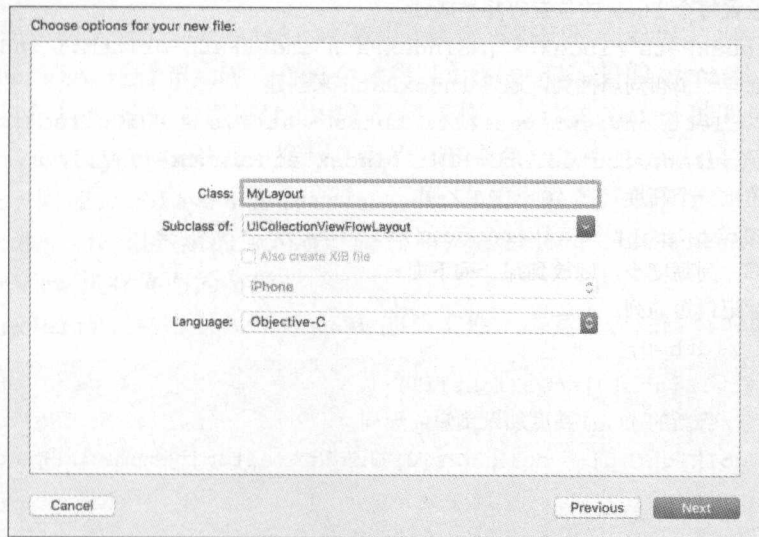 Choose options for your new file:
Class: MyLayout
Subclass of: UICollectionViewFlowLayout
Also create XIB file
iPhone
Language: Objective-C
Cancel
Previous
Next